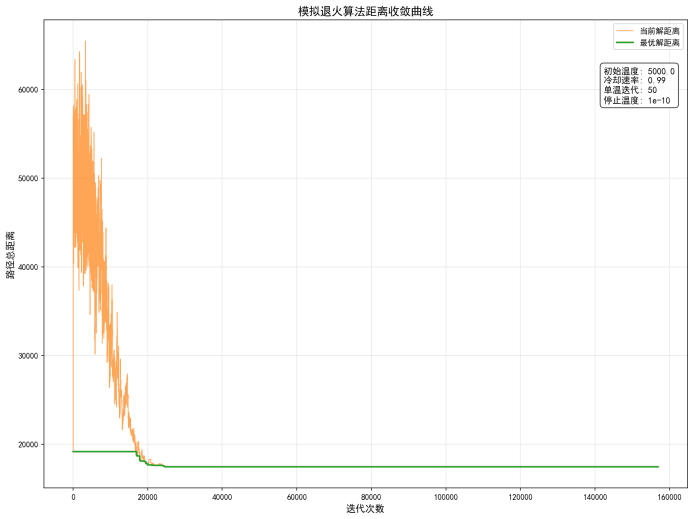 模拟退火算法距离收敛曲线
当前解距离
最优解距离
初始温度: 5000.0
冷却速率: 0.99
单温迭代: 50
停止温度: 1e-10
路径总距离
60000
50000
40000
30000
20000
0
20000
40000
60000
80000
100000
120000
140000
160000
迭代次数